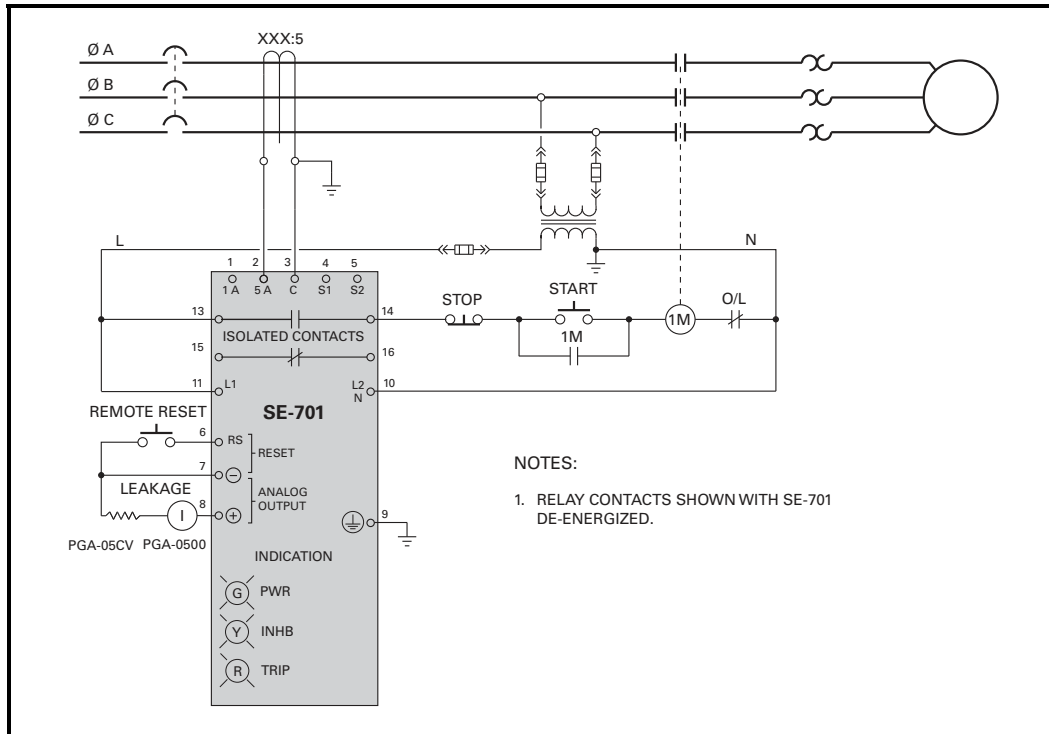 XXX:5
Ø A
Ø B
Ø C
L
N
1 2 3 4 5
1 A 5 A C S1 S2
STOP
START
1M
O/L
13
14
1M
ISOLATED CONTACTS
15
16
11 L1
L2 10
N
SE-701
REMOTE RESET
6 RS
RESET
7 −
LEAKAGE
ANALOG
OUTPUT
I
8 +
9
PGA-05CV PGA-0500
INDICATION
G PWR
Y INHB
R TRIP
NOTES:
1. RELAY CONTACTS SHOWN WITH SE-701
DE-ENERGIZED.